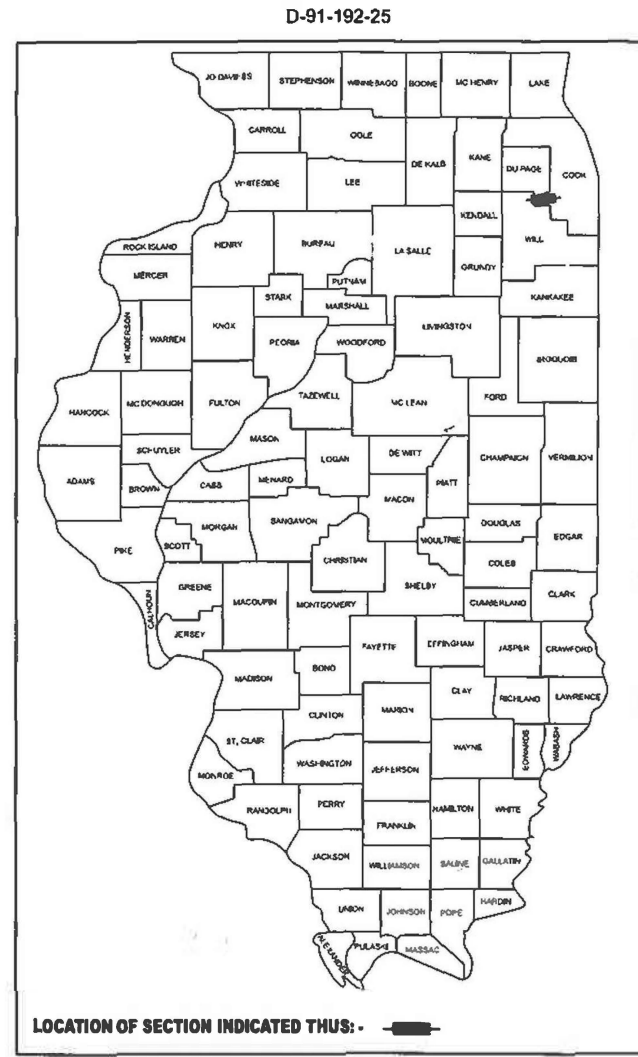 D-91-192-25
JO DAVIESS STEPHENSON WINNEBAGO BOONE MC HENRY LAKE
CARROLL OGLE DE KALB KANE DU PAGE COOK
WHITESIDE LEE
KENDALL
WILL
ROCK ISLAND HENRY BUREAU LA SALLE GRUNDY
MERCER PUTNAM
STARK MARSHALL KANKAKEE
HENDERSON WARREN KNOX PEORIA WOODFORD LIVINGSTON IROQUOIS
HANCOCK MC DONOUGH FULTON TAZEWELL MC LEAN FORD
MASON
SCHUYLER LOGAN DE WITT CHAMPAIGN VERMILION
ADAMS BROWN CASS MENARD PIATT
MACON
MORGAN SANGAMON DOUGLAS
PIKE SCOTT CHRISTIAN MOULTRIE EDGAR
COLES
GREENE MACOUPIN MONTGOMERY SHELBY CUMBERLAND CLARK
CALHOUN
JERSEY FAYETTE EFFINGHAM JASPER CRAWFORD
MADISON BOND
CLAY RICHLAND LAWRENCE
CLINTON MARION
ST. CLAIR WAYNE EDWARDS WABASH
WASHINGTON JEFFERSON
MONROE
RANDOLPH PERRY HAMILTON WHITE
FRANKLIN
JACKSON WILLIAMSON SALINE GALLATIN
UNION JOHNSON POPE HARDIN
ALEXANDER PULASKI MASSAC
LOCATION OF SECTION INDICATED THUS: -